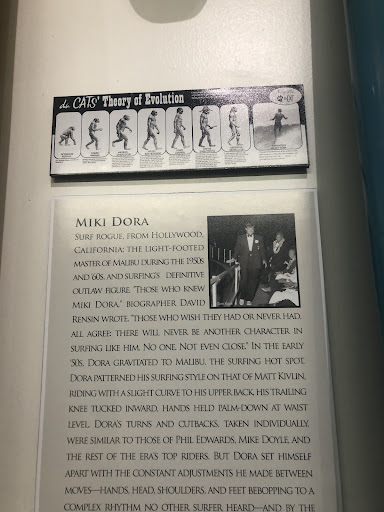 da CATS' Theory of Evolution
MIKI DORA
SURF ROGUE, FROM HOLLYWOOD,
CALIFORNIA; THE LIGHT-FOOTED
MASTER OF MALIBU DURING THE 1950S
AND '60S, AND SURFING'S DEFINITIVE
OUTLAW FIGURE. "THOSE WHO KNEW
MIKI DORA," BIOGRAPHER DAVID
RENSIN WROTE, "THOSE WHO WISH THEY HAD OR NEVER HAD,
ALL AGREE: THERE WILL NEVER BE ANOTHER CHARACTER IN
SURFING LIKE HIM. NO ONE. NOT EVEN CLOSE." IN THE EARLY
'50S, DORA GRAVITATED TO MALIBU, THE SURFING HOT SPOT.
DORA PATTERNED HIS SURFING STYLE ON THAT OF MATT KIVLIN,
RIDING WITH A SLIGHT CURVE TO HIS UPPER BACK, HIS TRAILING
KNEE TUCKED INWARD, HANDS HELD PALM-DOWN AT WAIST
LEVEL. DORA'S TURNS AND CUTBACKS, TAKEN INDIVIDUALLY,
WERE SIMILAR TO THOSE OF PHIL EDWARDS, MIKE DOYLE, AND
THE REST OF THE ERA'S TOP RIDERS. BUT DORA SET HIMSELF
APART WITH THE CONSTANT ADJUSTMENTS HE MADE BETWEEN
MOVES—HANDS, HEAD, SHOULDERS, AND FEET BEBOPPING TO A
COMPLEX RHYTHM NO OTHER SURFER HEARD—AND BY THE